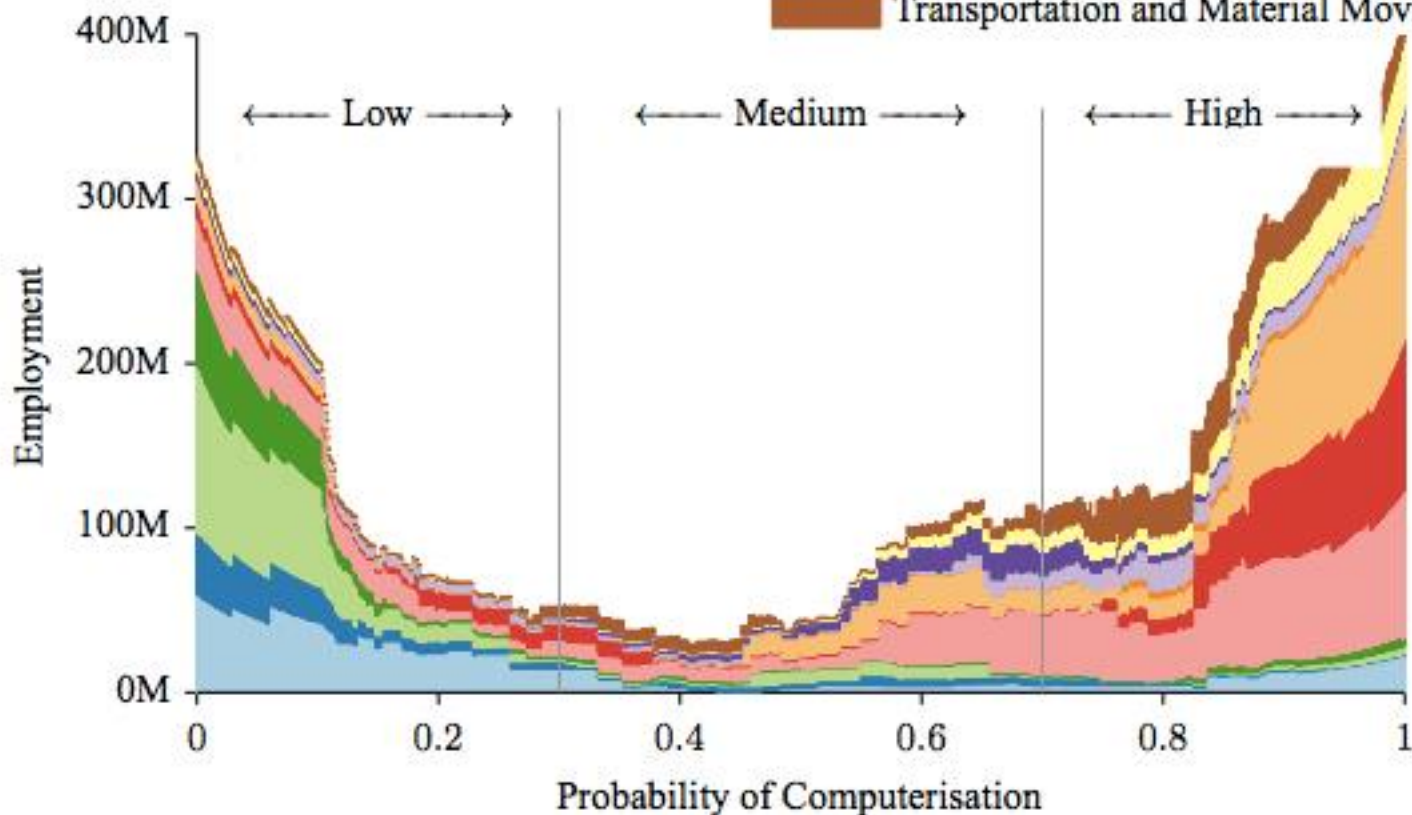 Transportation and Material Mov
400M
Low Medium High
300M
200M
100M
0M
Employment
0 0.2 0.4 0.6 0.8 1
Probability of Computerisation